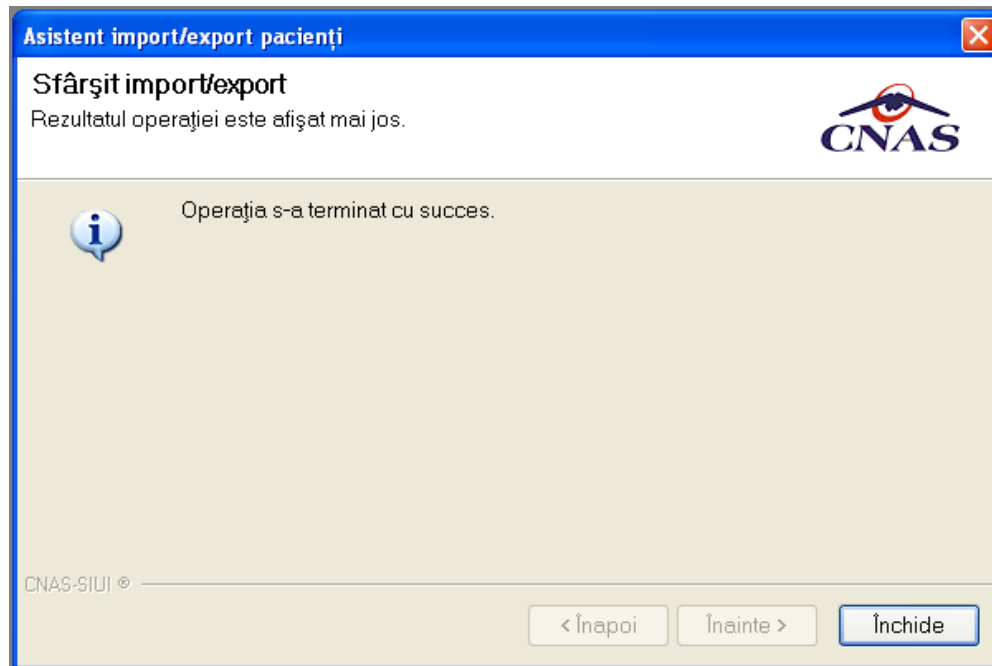 Asistent import/export pacienţi
Sfârşit import/export
Rezultatul operaţiei este afişat mai jos.
CNAS
Operaţia s-a terminat cu succes.
CNAS-SIUI ®
< Înapoi
Înainte >
Închide